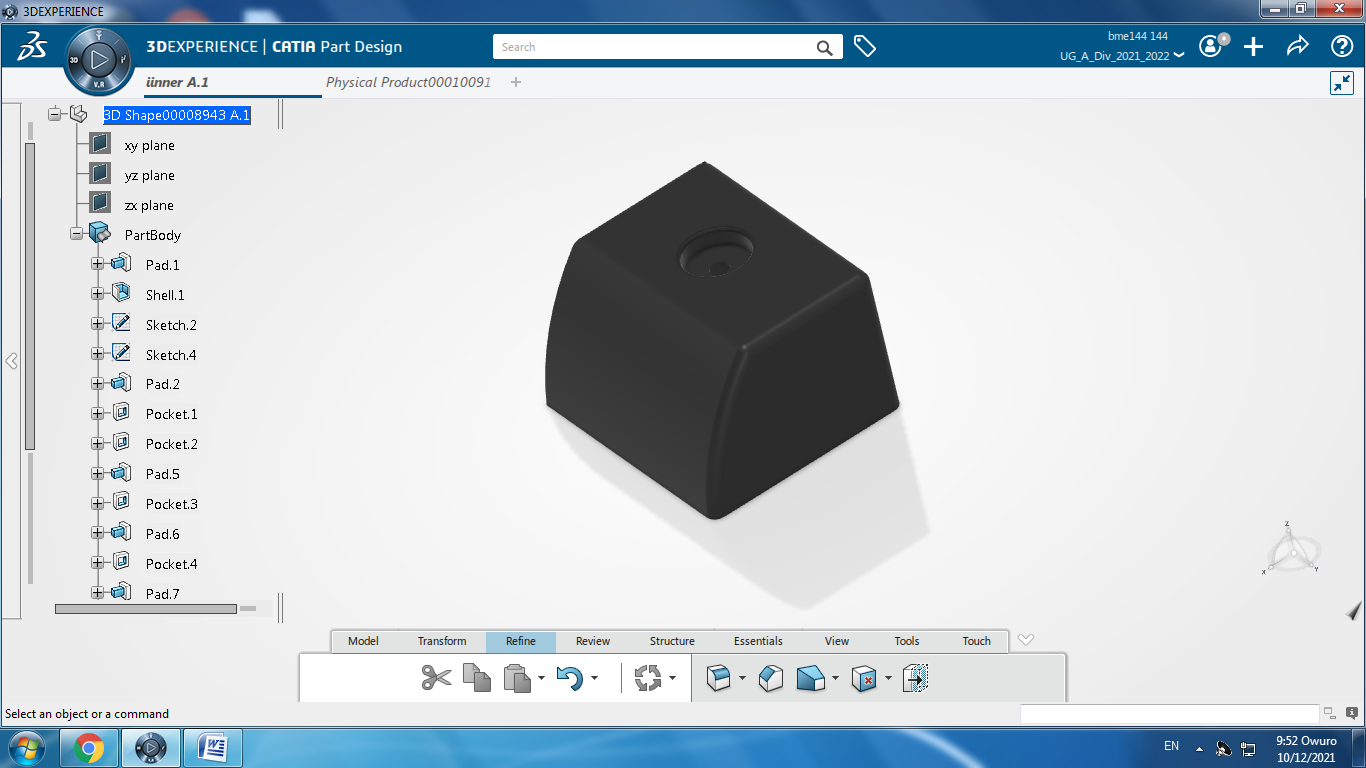 3DEXPERIENCE
3DEXPERIENCE | CATIA Part Design
3D
V,R
Search
bme144 144
UG_A_Div_2021_2022
iinner A.1
Physical Product00010091
3D Shape00008943 A.1
xy plane
yz plane
zx plane
PartBody
Pad.1
Shell.1
Sketch.2
Sketch.4
Pad.2
Pocket.1
Pocket.2
Pad.5
Pocket.3
Pad.6
Pocket.4
Pad.7
z
x
y
Model Transform Refine Review Structure Essentials View Tools Touch
Select an object or a command
EN
9:52 Owuro
10/12/2021